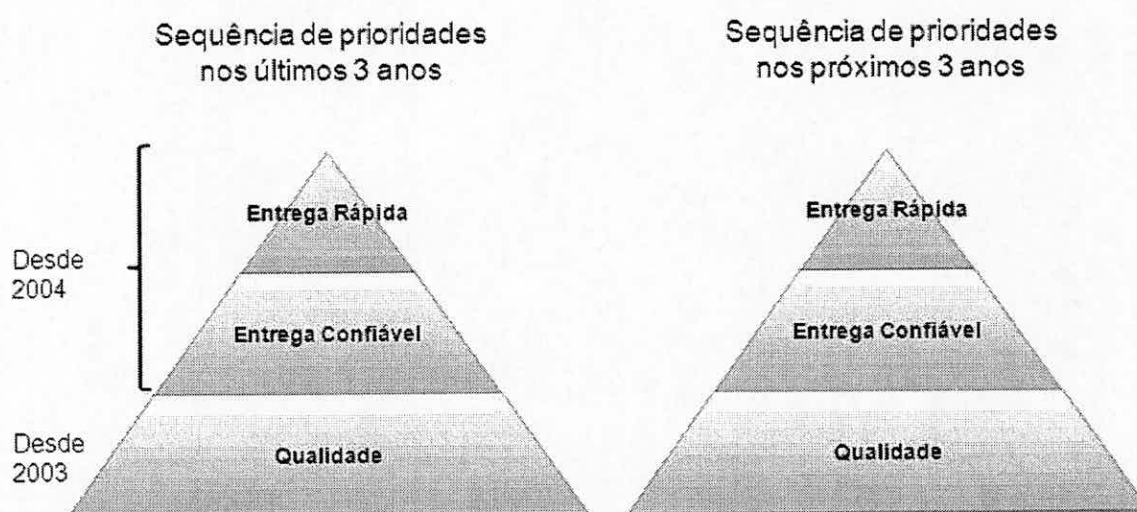 Sequência de prioridades
nos últimos 3 anos
Entrega Rápida
Entrega Confiável
Qualidade
Desde
2004
Desde
2003
Sequência de prioridades
nos próximos 3 anos
Entrega Rápida
Entrega Confiável
Qualidade